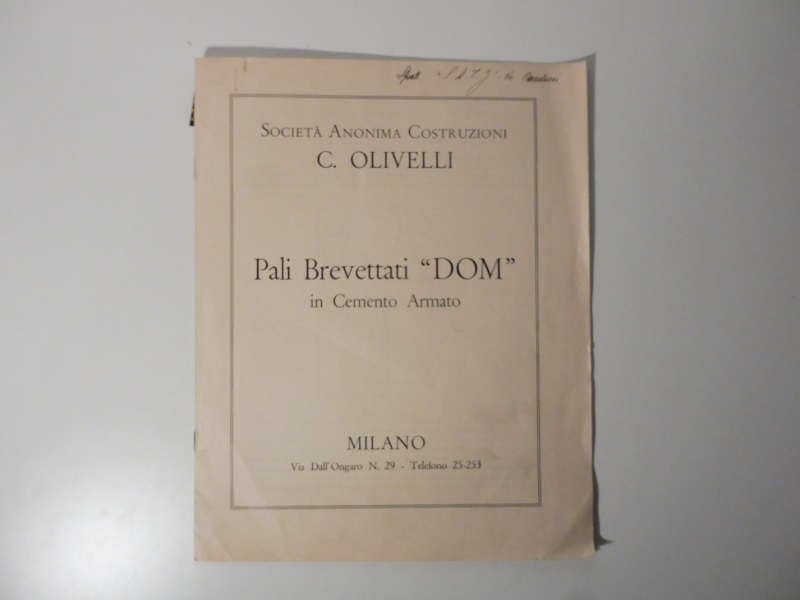 SOCIETÀ ANONIMA COSTRUZIONI
C. OLIVELLI
Pali Brevettati “DOM”
in Cemento Armato
MILANO
Via Dall'Ongaro N. 29 - Telefono 25-253